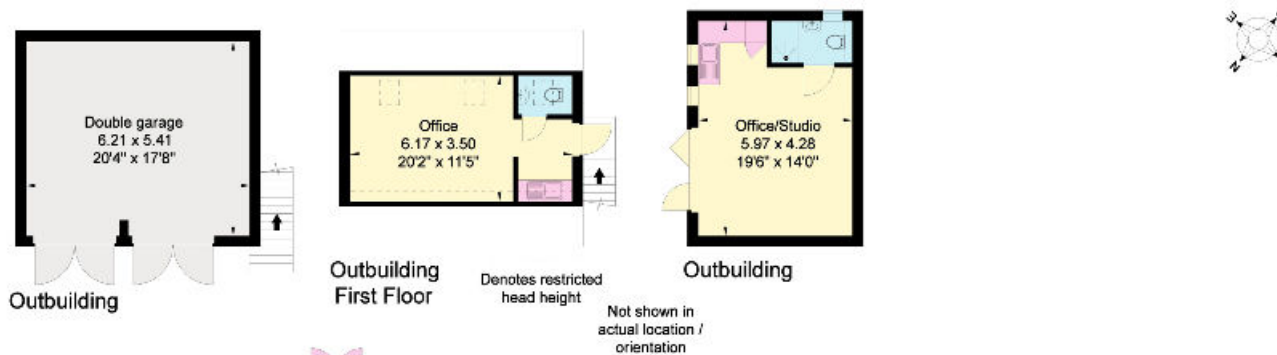 Double garage
6.21 x 5.41
20'4" x 17'8"
Outbuilding
Office
6.17 x 3.50
20'2" x 11'5"
Outbuilding
First Floor
Denotes restricted
head height
Office/Studio
5.97 x 4.28
19'6" x 14'0"
Outbuilding
Not shown in
actual location /
orientation
E
N